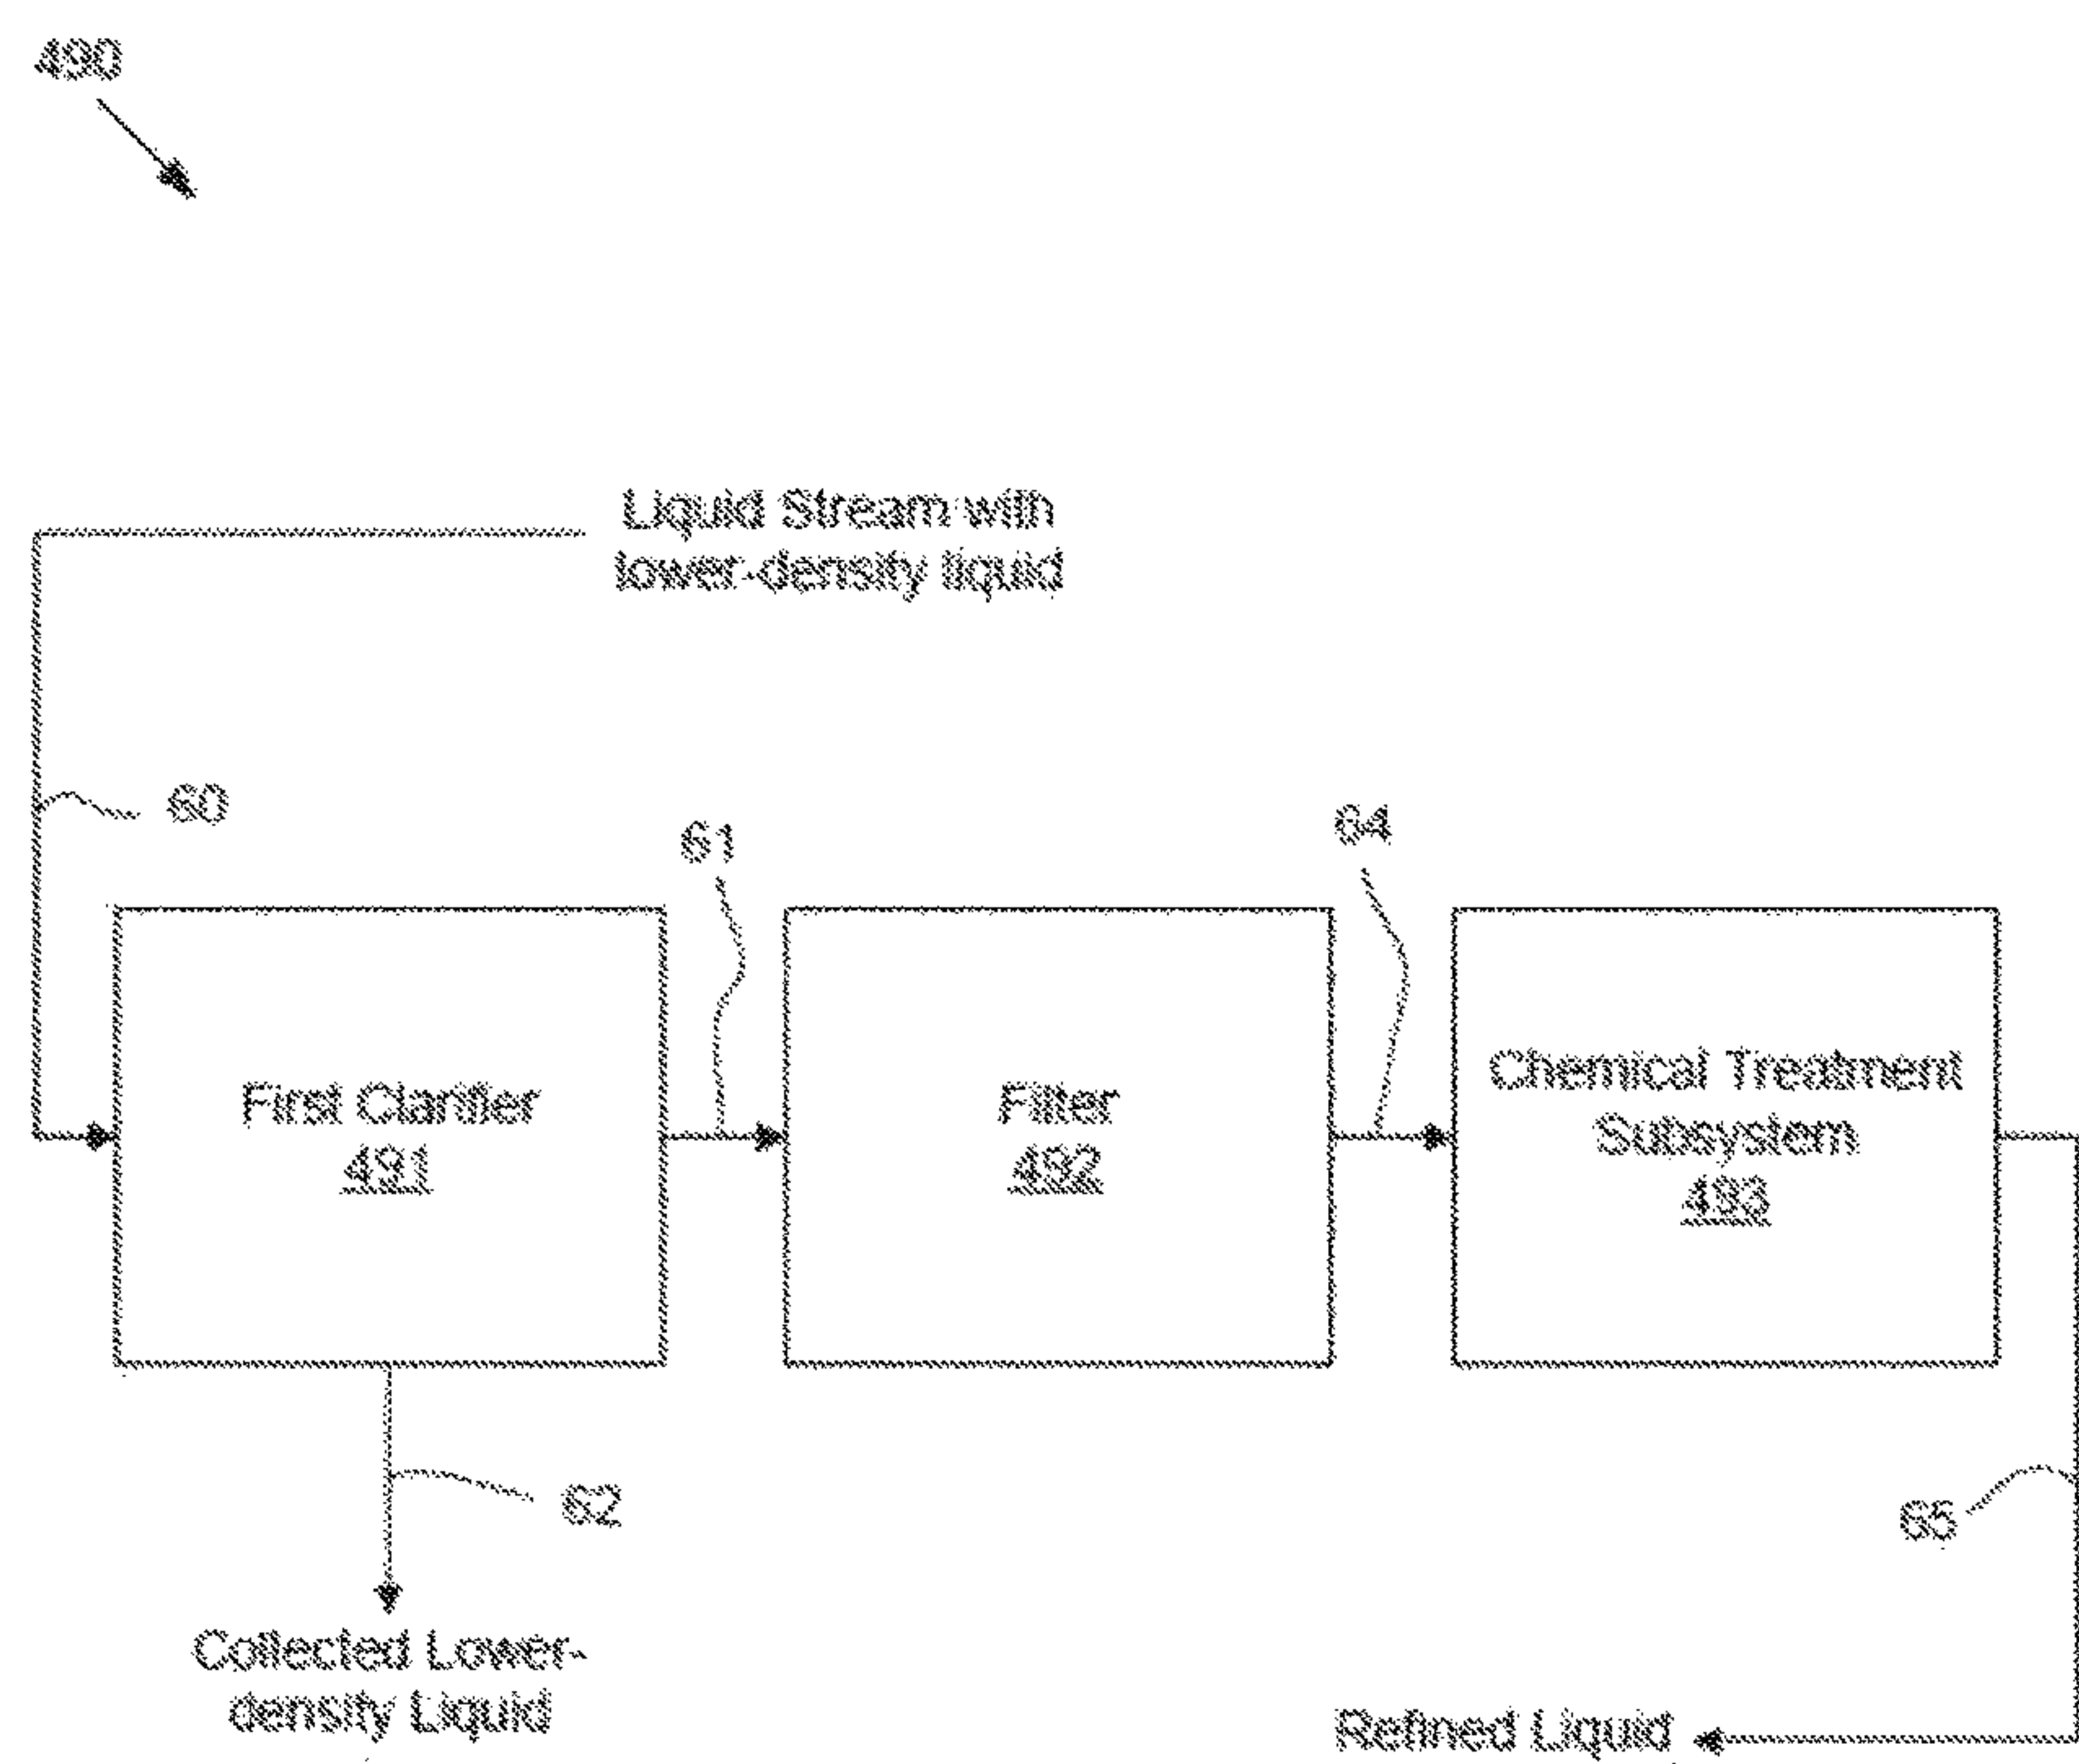 490
Liquid Stream with
lower-density liquid
60
61
64
First Clarifier
491
Filter
492
Chemical Treatment
Subsystem
493
62
65
Collected Lower-
density Liquid
Refined Liquid